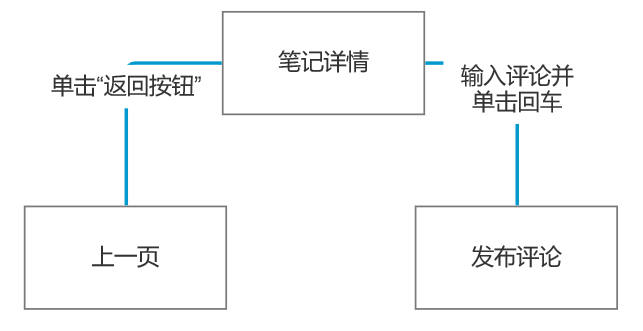 笔记详情
单击“返回按钮”
输入评论并
单击回车
上一页
发布评论